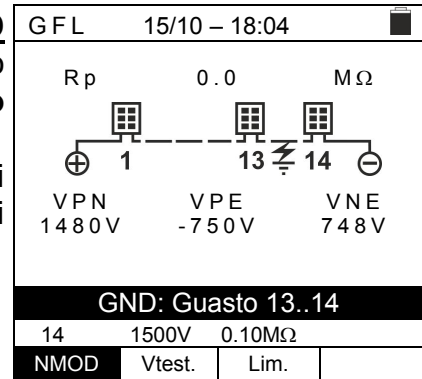 GFL 15/10 – 18:04
Rp 0.0 MΩ
1 13 14
VPN VPE VNE
1480V -750V 748V
GND: Guasto 13..14
14 1500V 0.10MΩ
NMOD Vtest. Lim.